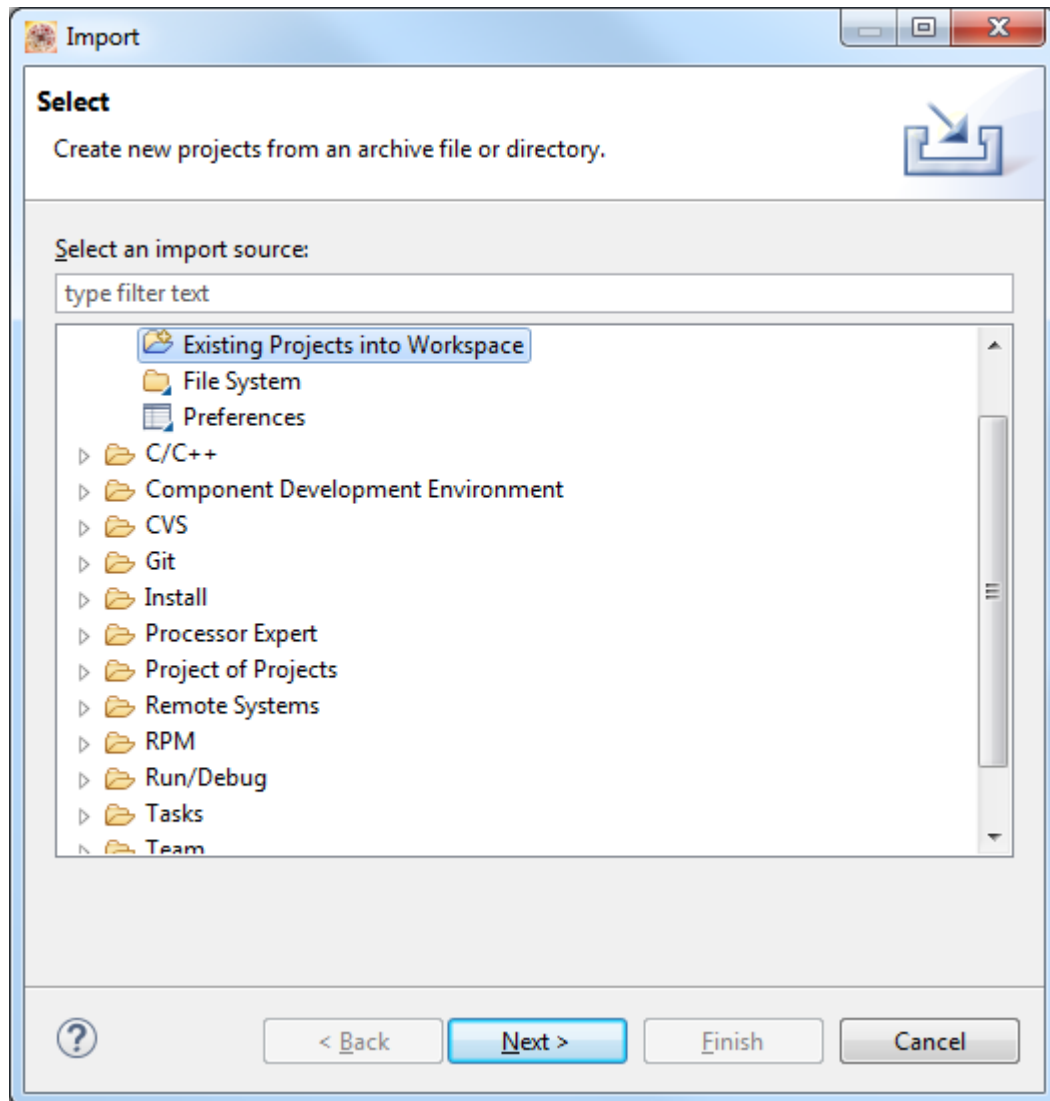 Import
Select
Create new projects from an archive file or directory.
Select an import source:
type filter text
Existing Projects into Workspace
File System
Preferences
C/C++
Component Development Environment
CVS
Git
Install
Processor Expert
Project of Projects
Remote Systems
RPM
Run/Debug
Tasks
Team
? < Back Next > Finish Cancel